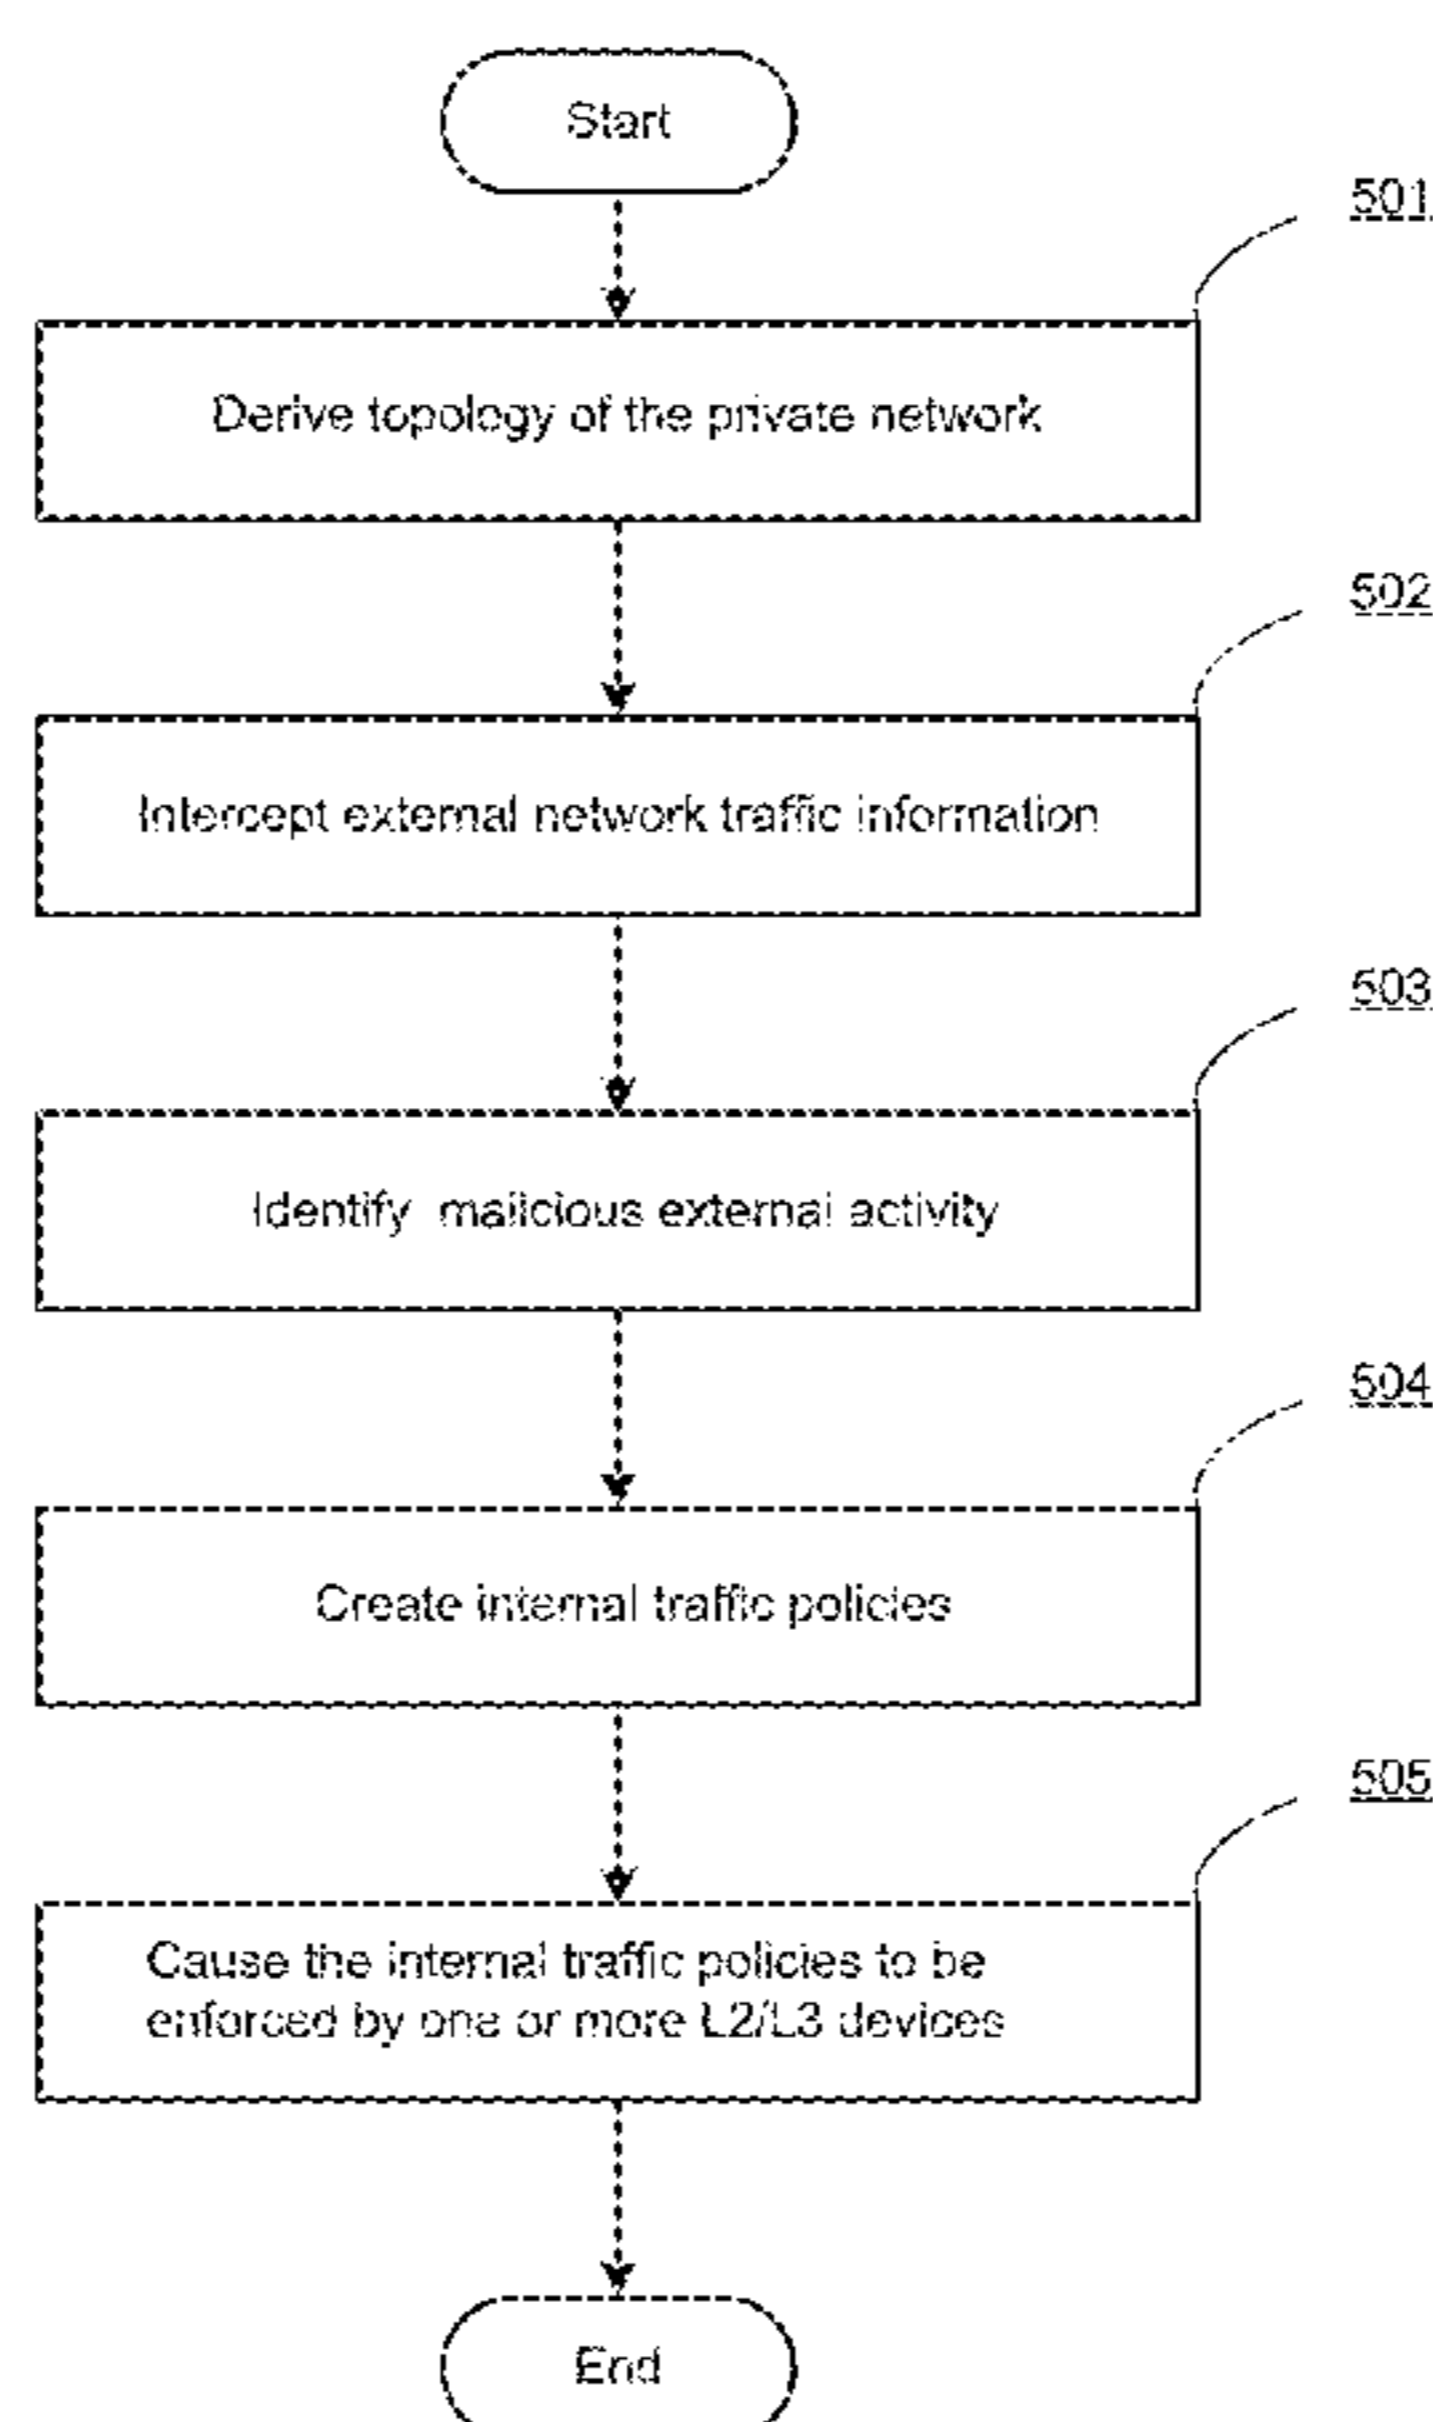 Start
501
Derive topology of the private network
502
Intercept external network traffic information
503
Identify malicious external activity
504
Create internal traffic policies
505
Cause the internal traffic policies to be
enforced by one or more L2/L3 devices
End